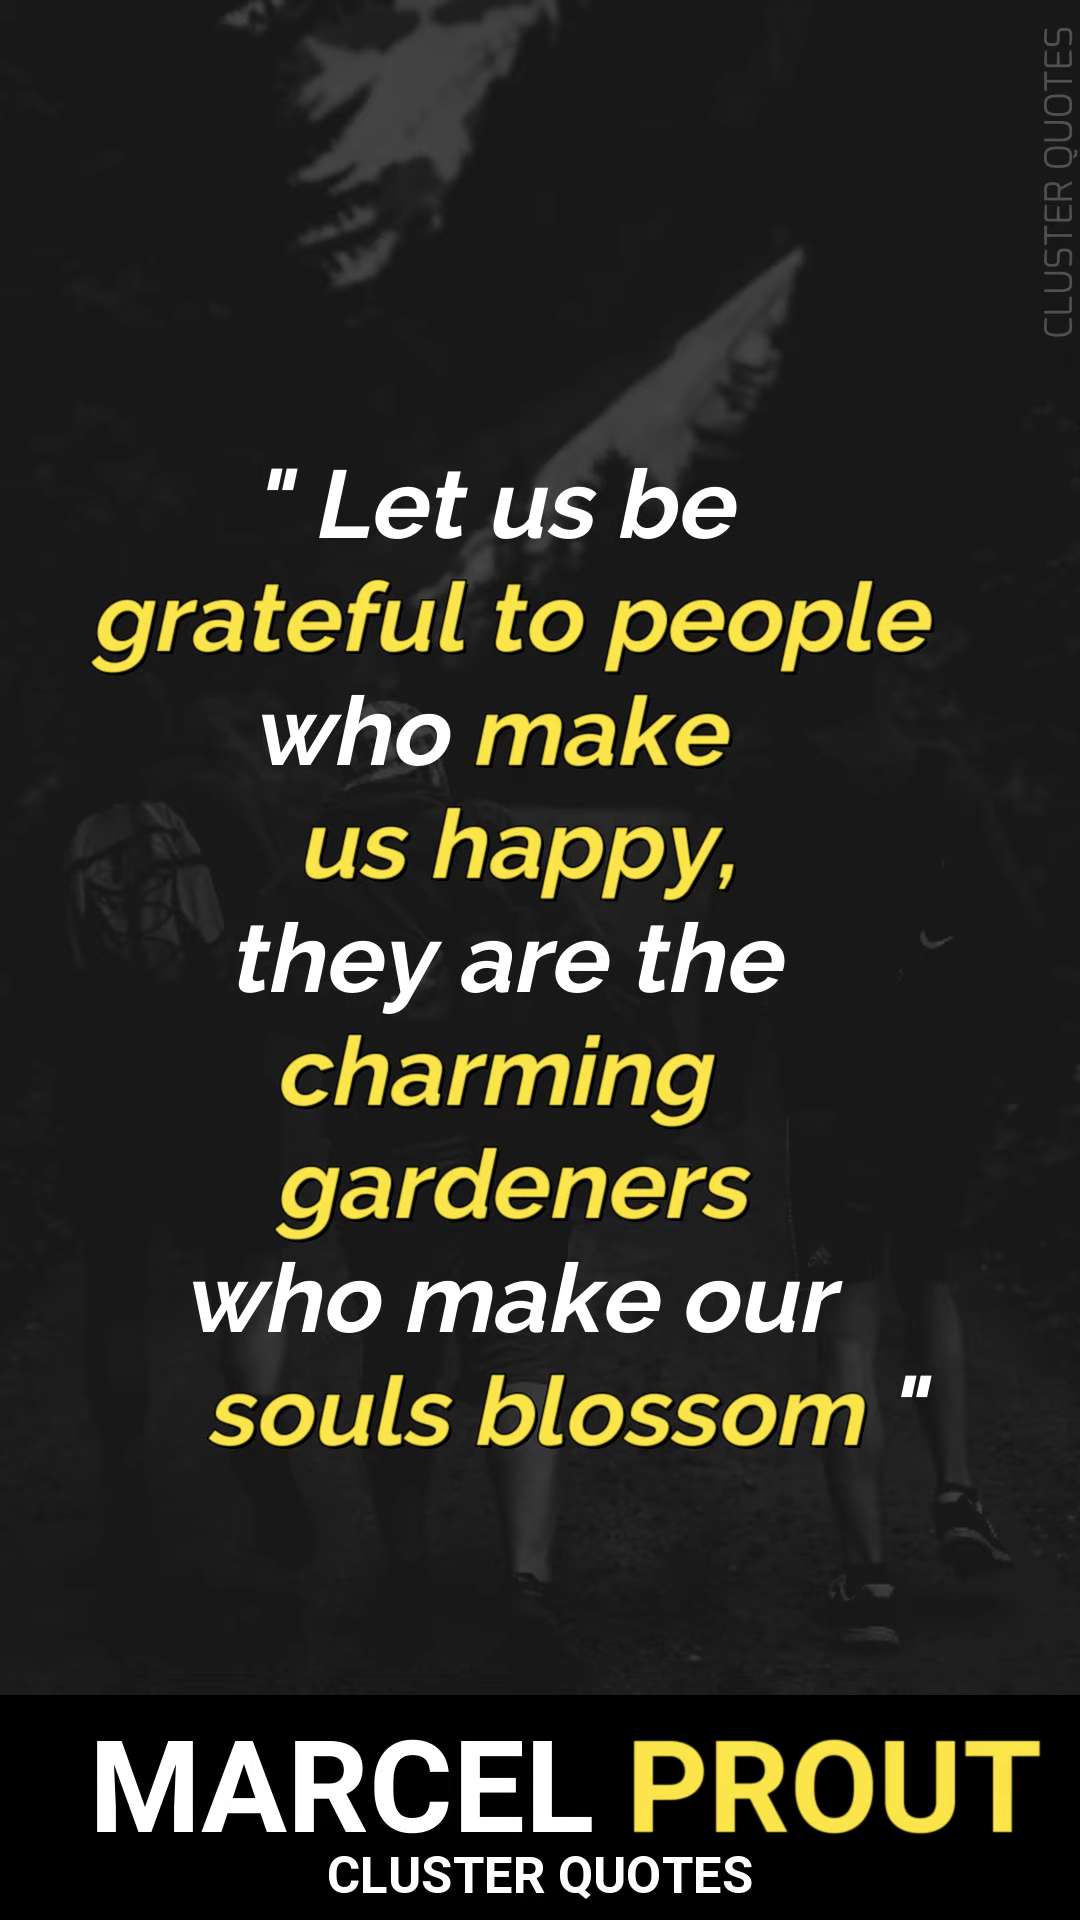 CLUSTER QUOTES
" Let us be
grateful to people
who make
us happy,
they are the
charming
gardeners
who make our
souls blossom "
MARCEL PROUT
CLUSTER QUOTES